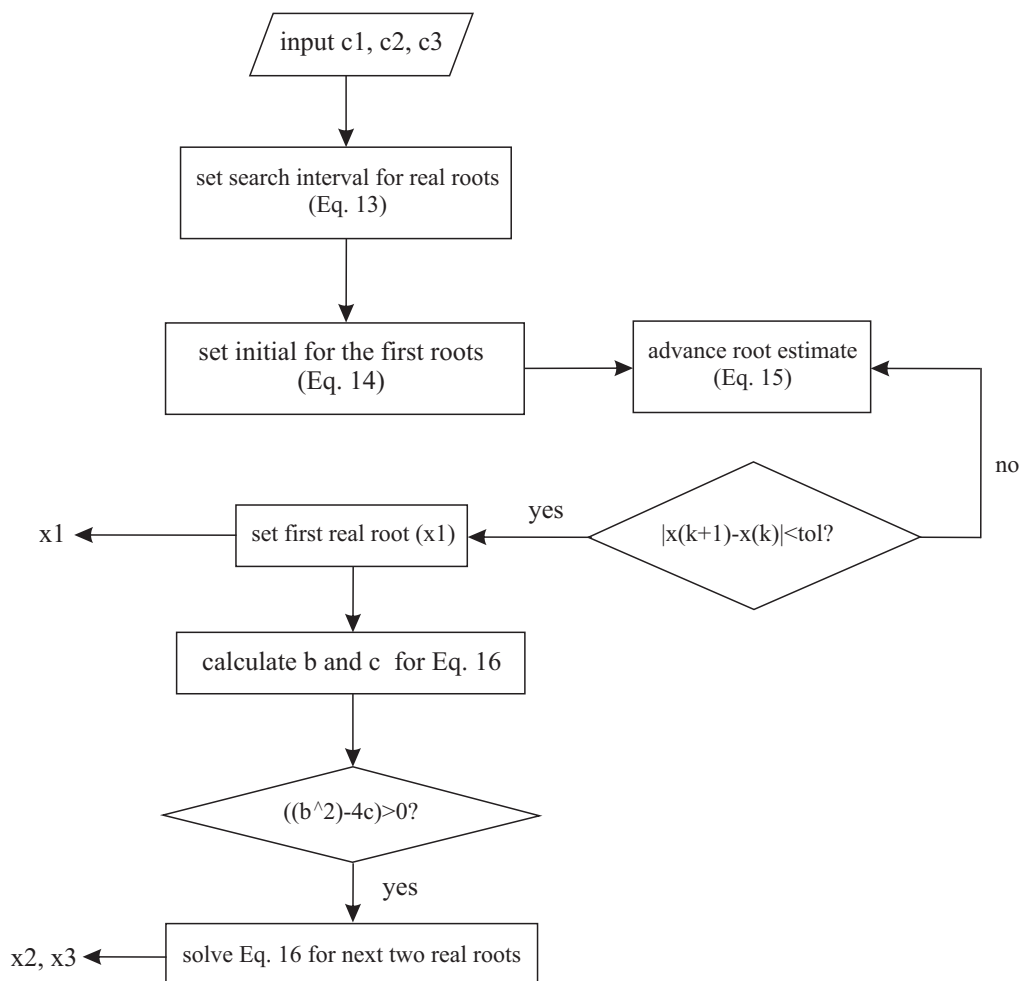 input c1, c2, c3
set search interval for real roots
(Eq. 13)
set initial for the first roots
(Eq. 14)
advance root estimate
(Eq. 15)
no
|x(k+1)-x(k)|<tol?
yes
set first real root (x1)
x1
calculate b and c for Eq. 16
((b^2)-4c)>0?
yes
solve Eq. 16 for next two real roots
x2, x3